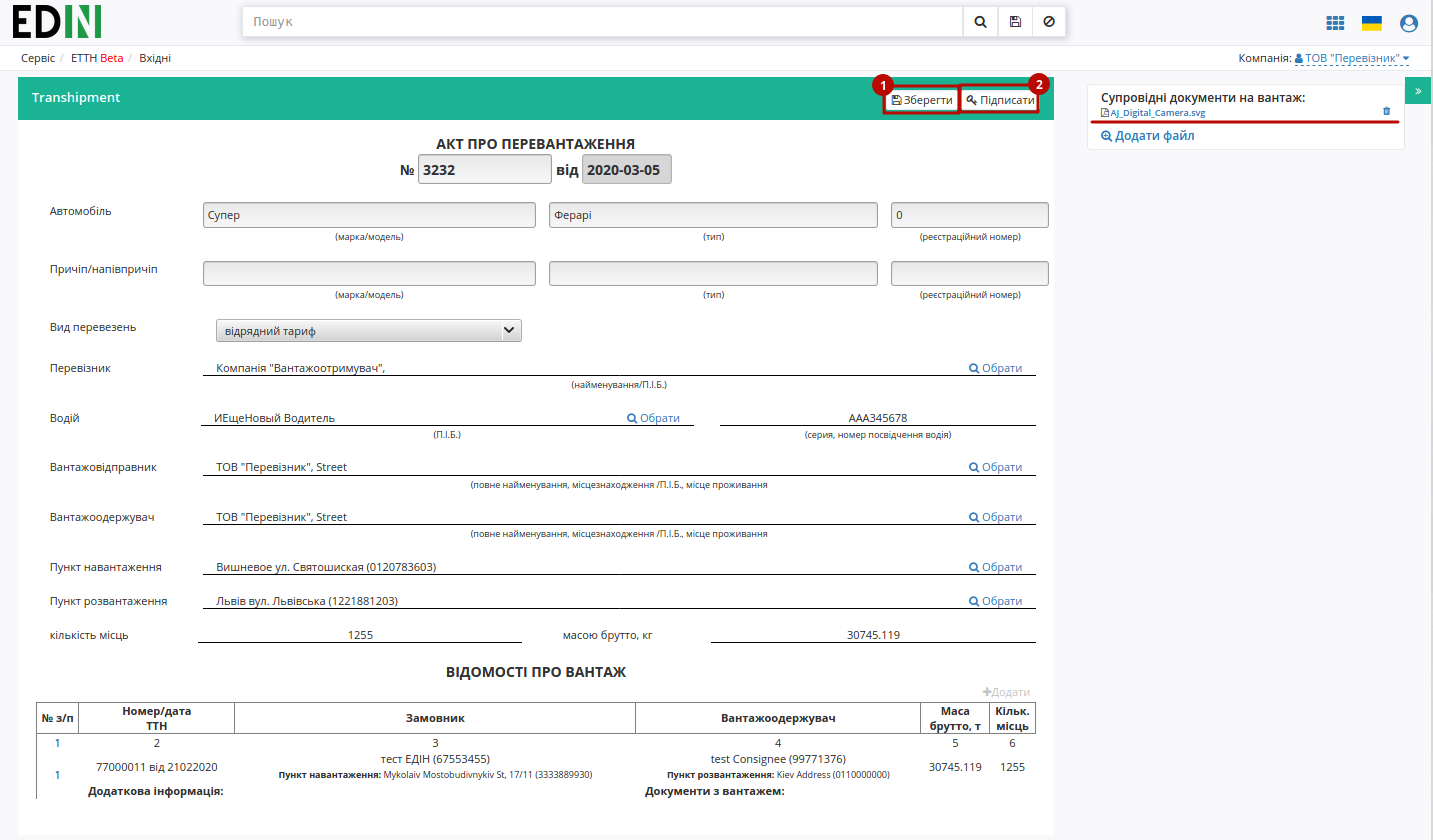 EDIN
Пошук
Сервіс / ЕТТН Beta / Вхідні
Компанія: ТОВ "Перевізник"
Transhipment
1
Зберегти
2
Підписати
»
Супровідні документи на вантаж:
AJ_Digital_Camera.svg
Додати файл
АКТ ПРО ПЕРЕВАНТАЖЕННЯ
№ 3232 від 2020-03-05
Автомобіль Супер Ферарі 0
(марка/модель) (тип) (реєстраційний номер)
Причіп/напівпричіп
(марка/модель) (тип) (реєстраційний номер)
Вид перевезень відрядний тариф
Перевізник Компанія "Вантажоотримувач", Обрати
(найменування/П.І.Б.)
Водій ИЕщеНовый Водитель Обрати ААА345678
(П.І.Б.) (серия, номер посвідчення водія)
Вантажовідправник ТОВ "Перевізник", Street Обрати
(повне найменування, місцезнаходження /П.І.Б., місце проживання
Вантажоодержувач ТОВ "Перевізник", Street Обрати
(повне найменування, місцезнаходження /П.І.Б., місце проживання
Пункт навантаження Вишневое ул. Святошиская (0120783603) Обрати
Пункт розвантаження Львів вул. Львівська (1221881203) Обрати
кількість місць 1255 масою брутто, кг 30745.119
ВІДОМОСТІ ПРО ВАНТАЖ
Додати
№ з/п
Номер/дата
ТТН
Замовник
Вантажоодержувач
Маса
брутто, т
Кільк.
місць
1 2 3 4 5 6
1
77000011 від 21022020
тест ЕДІН (67553455)
Пункт навантаження: Mykolaiv Mostobudivnykiv St, 17/11 (3333889930)
test Consignee (99771376)
Пункт розвантаження: Kiev Address (0110000000)
30745.119
1255
Додаткова інформація:
Документи з вантажем: